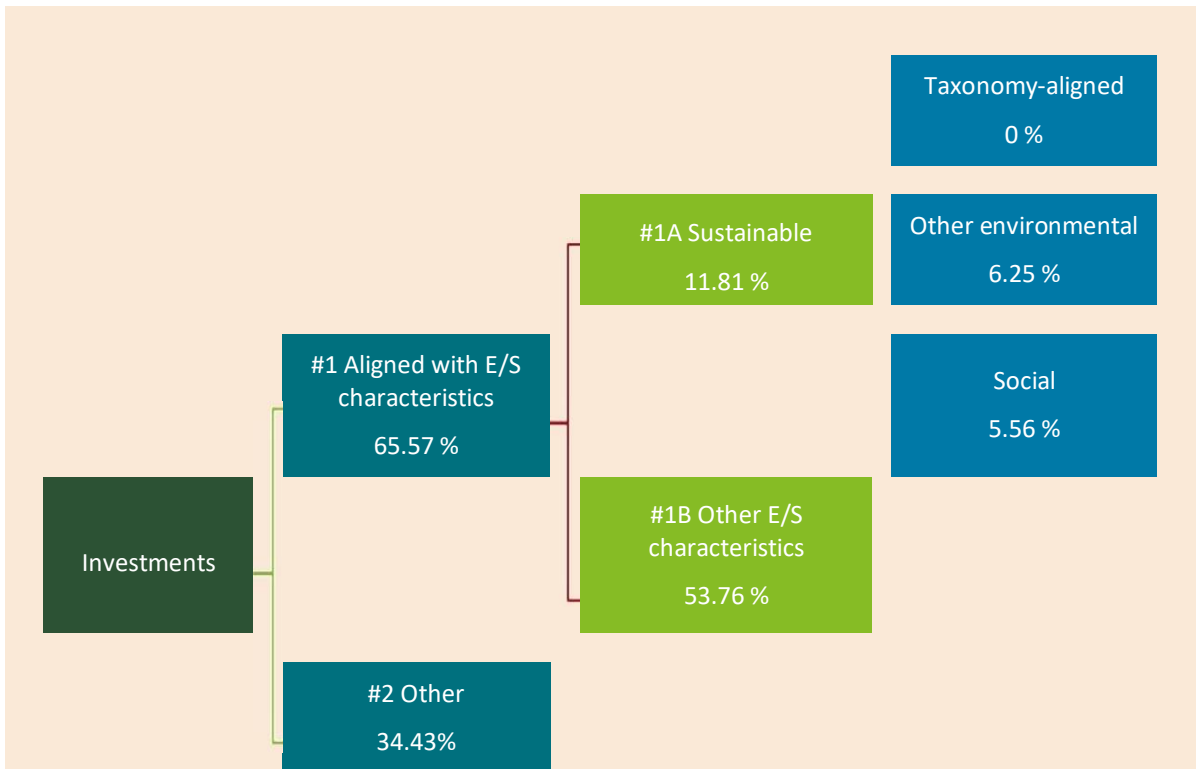 Investments
#1 Aligned with E/S
characteristics
65.57 %
#2 Other
34.43%
#1A Sustainable
11.81 %
#1B Other E/S
characteristics
53.76 %
Taxonomy-aligned
0 %
Other environmental
6.25 %
Social
5.56 %